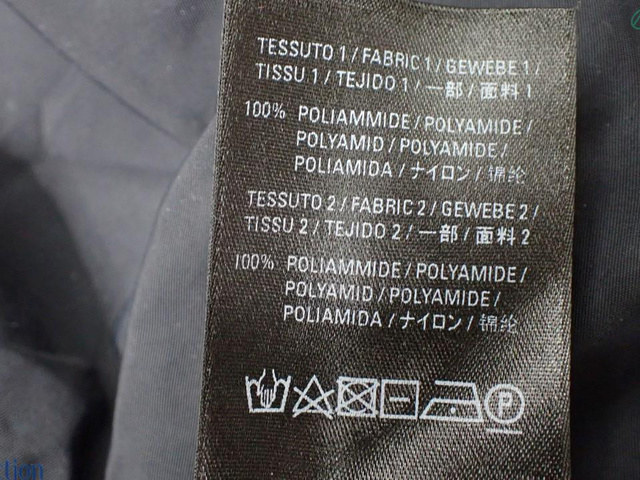 TESSUTO 1 / FABRIC 1 / GEWEBE 1 /
TISSU 1 / TEJIDO 1 / 一部 / 面料 1
100% POLIAMMIDE / POLYAMIDE /
POLYAMID / POLYAMIDE /
POLIAMIDA / ナイロン / 锦纶
TESSUTO 2 / FABRIC 2 / GEWEBE 2 /
TISSU 2 / TEJIDO 2 / 一部 / 面料 2
100% POLIAMMIDE / POLYAMIDE /
POLYAMID / POLYAMIDE /
POLIAMIDA / ナイロン / 锦纶
P